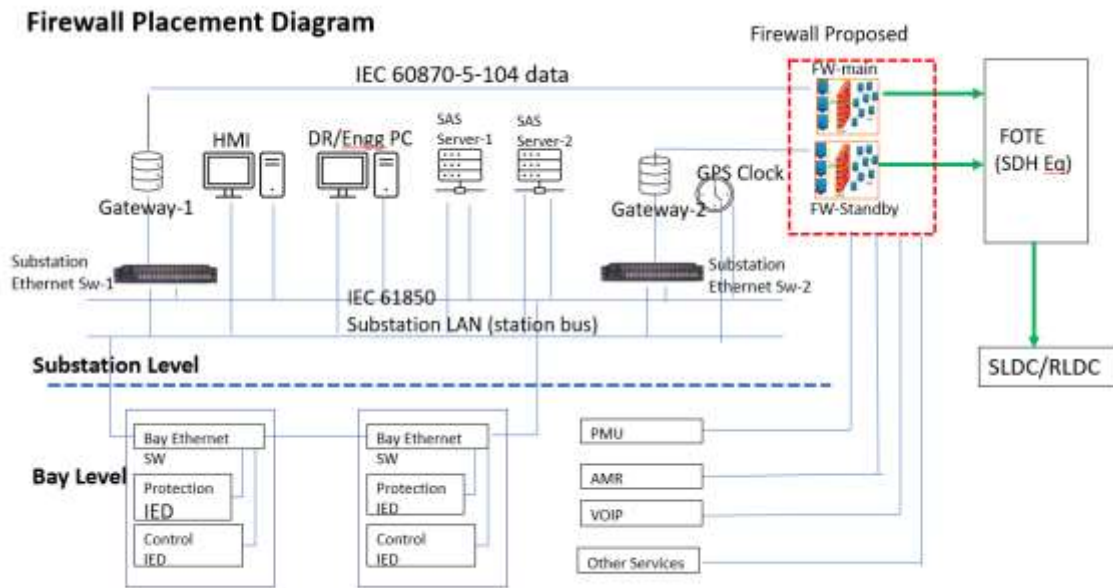 Firewall Placement Diagram
Firewall Proposed
IEC 60870-5-104 data
FW-main
HMI
DR/Engg PC
SAS
Server-1
SAS
Server-2
GPS Clock
FOTE
(SDH Eq)
Gateway-1
Gateway-2
FW-Standby
Substation
Ethernet Sw-1
Substation
Ethernet Sw-2
IEC 61850
Substation LAN (station bus)
Substation Level
SLDC/RLDC
Bay Level
Bay Ethernet
SW
Protection
IED
Control
IED
Bay Ethernet
SW
Protection
IED
Control
IED
PMU
AMR
VOIP
Other Services